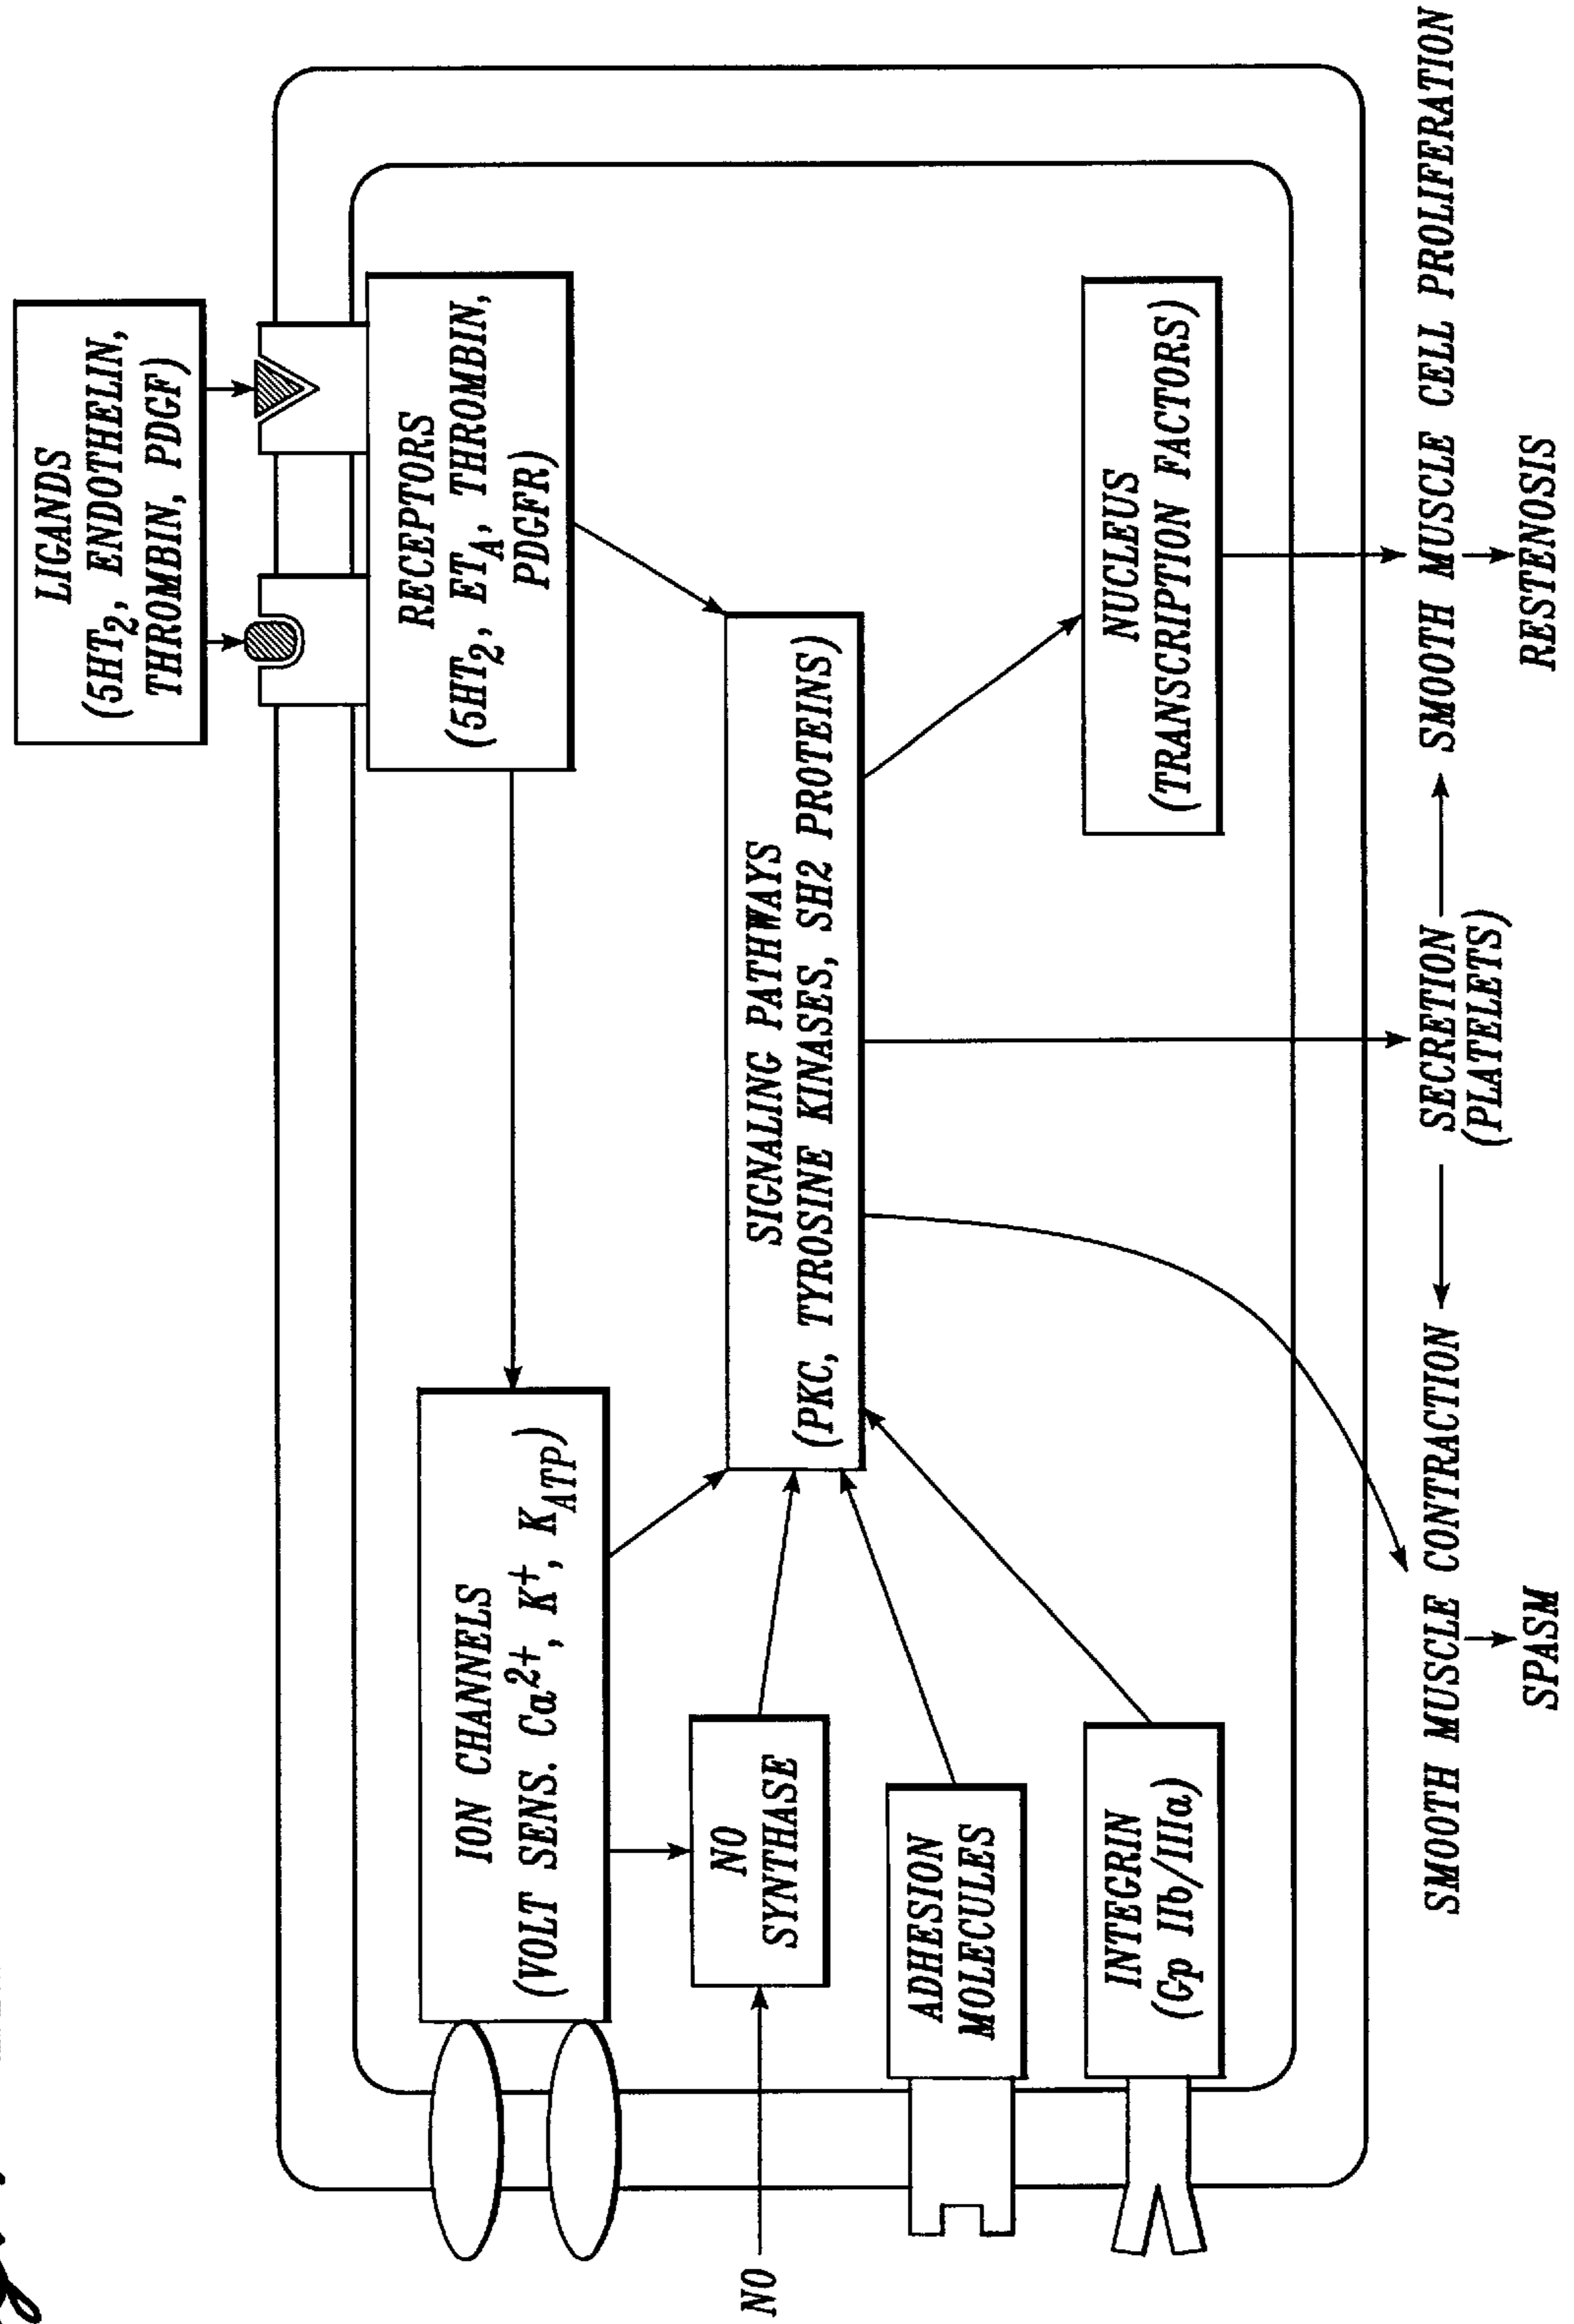 LIGANDS
(5HT2, ENDOTHELIN,
THROMBIN, PDGF)
RECEPTORS
(5HT2, ETA, THROMBIN,
PDGFR)
ION CHANNELS
(VOLT SENS. Ca2+, K+, KATP)
NO
SYNTHASE
NO
SIGNALING PATHWAYS
(PKC, TYROSINE KINASES, SH2 PROTEINS)
ADHESION
MOLECULES
INTEGRIN
(Gp IIb/IIIa)
NUCLEUS
(TRANSCRIPTION FACTORS)
SMOOTH MUSCLE CONTRACTION
SECRETION
(PLATELETS)
SMOOTH MUSCLE CELL PROLIFERATION
SPASM
RESTENOSIS